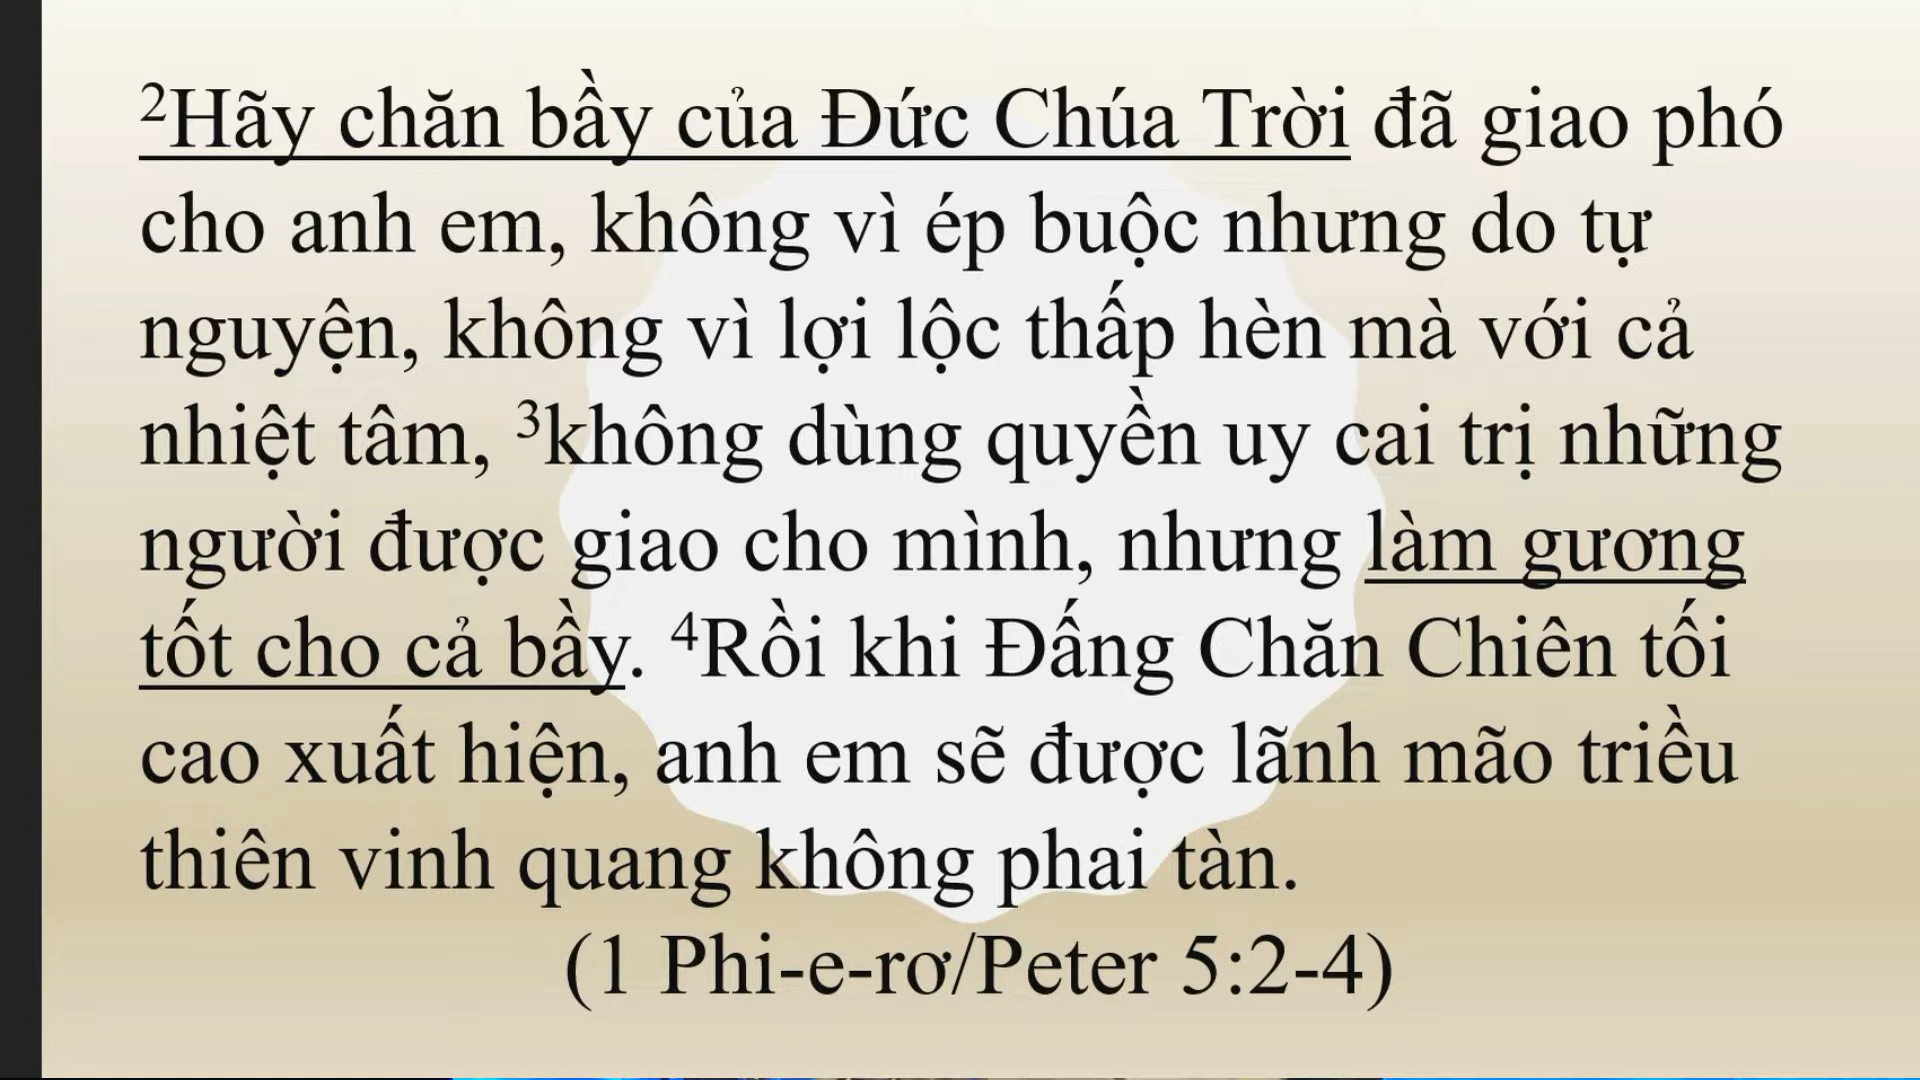 ²Hãy chăn bầy của Đức Chúa Trời đã giao phó
cho anh em, không vì ép buộc nhưng do tự
nguyện, không vì lợi lộc thấp hèn mà với cả
nhiệt tâm, ³không dùng quyền uy cai trị những
người được giao cho mình, nhưng làm gương
tốt cho cả bầy. ⁴Rồi khi Đấng Chăn Chiên tối
cao xuất hiện, anh em sẽ được lãnh mão triều
thiên vinh quang không phai tàn.
(1 Phi-e-rơ/Peter 5:2-4)